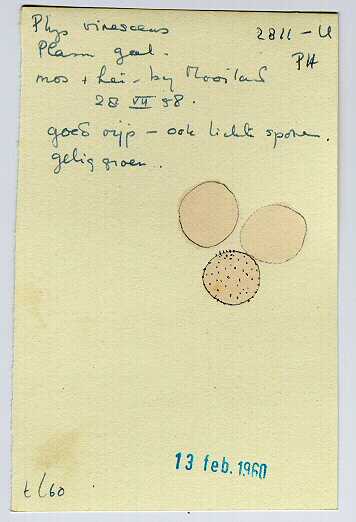 Phys virescens
2811 - U
Plasm geel.
PH
mos + hei - by Mooiland
28 VII 58.
goed rijp - ook lichte sporen.
gelig groen.
13 feb. 1960
t/60